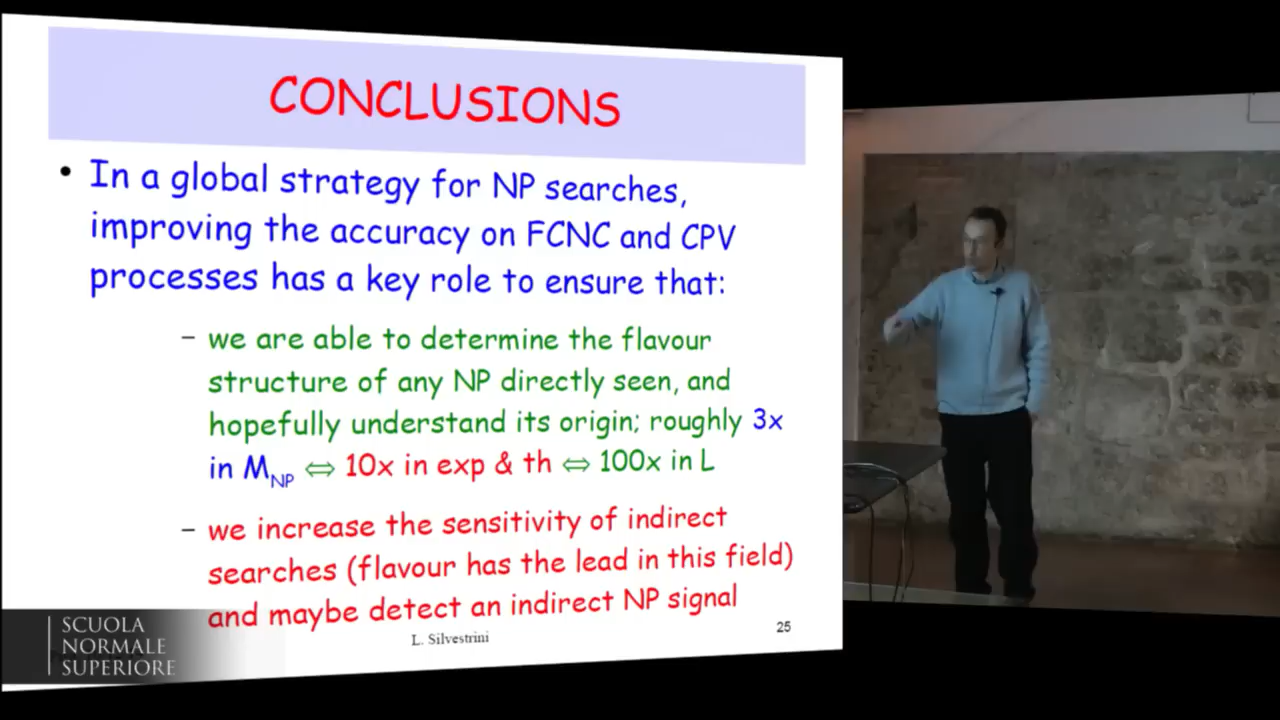 CONCLUSIONS
• In a global strategy for NP searches,
improving the accuracy on FCNC and CPV
processes has a key role to ensure that:
– we are able to determine the flavour
structure of any NP directly seen, and
hopefully understand its origin; roughly 3x
in M_NP ⇔ 10x in exp & th ⇔ 100x in L
– we increase the sensitivity of indirect
searches (flavour has the lead in this field)
and maybe detect an indirect NP signal
L. Silvestrini
25
SCUOLA
NORMALE
SUPERIORE